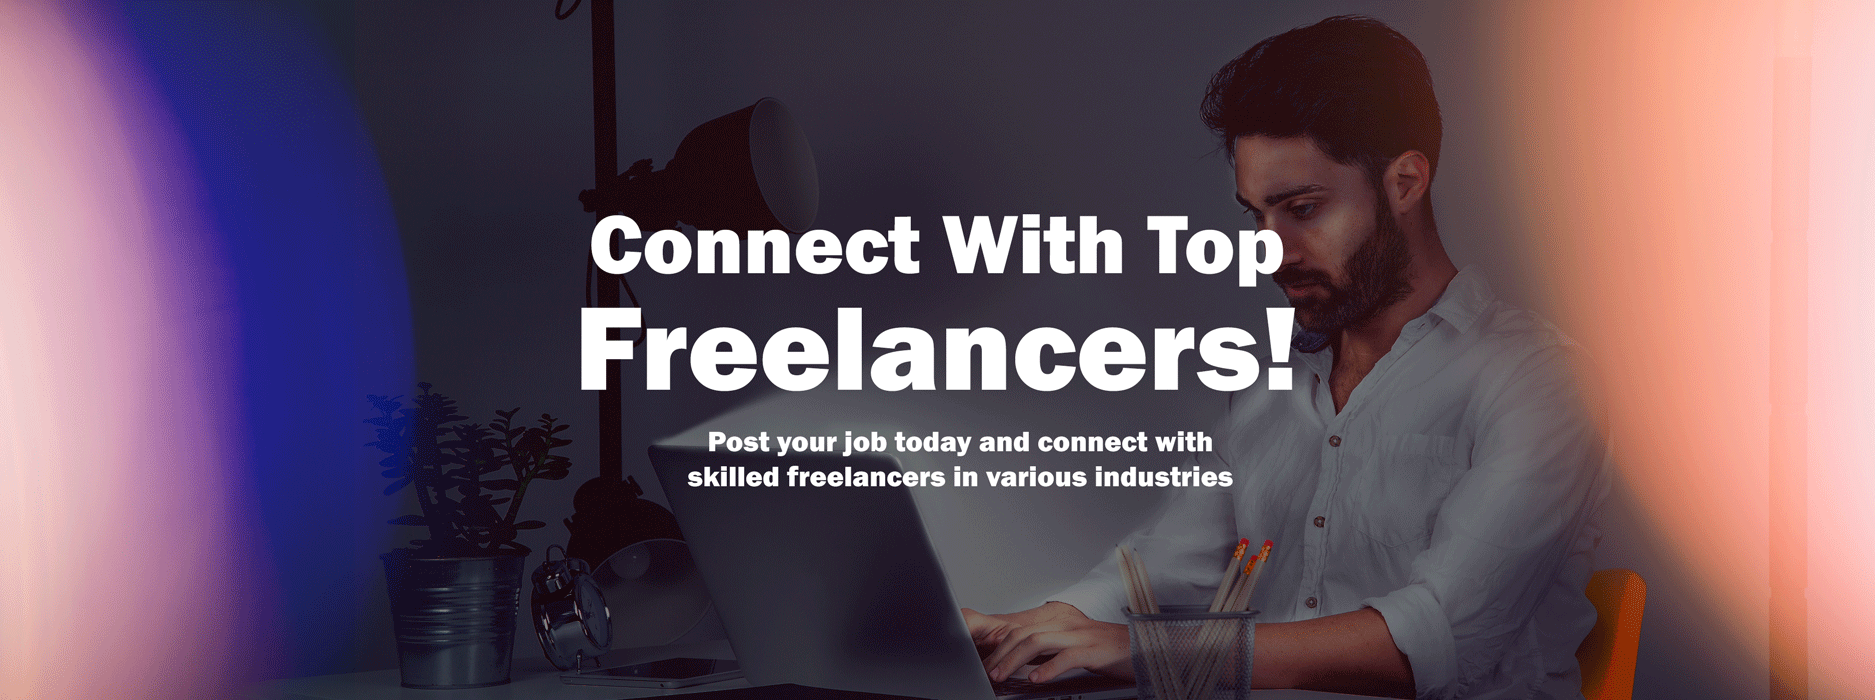 Connect With Top
Freelancers!
Post your job today and connect with
skilled freelancers in various industries